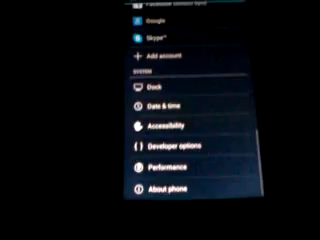 Google
Skype™
Add account
SYSTEM
Dock
Date & time
Accessibility
Developer options
Performance
About phone